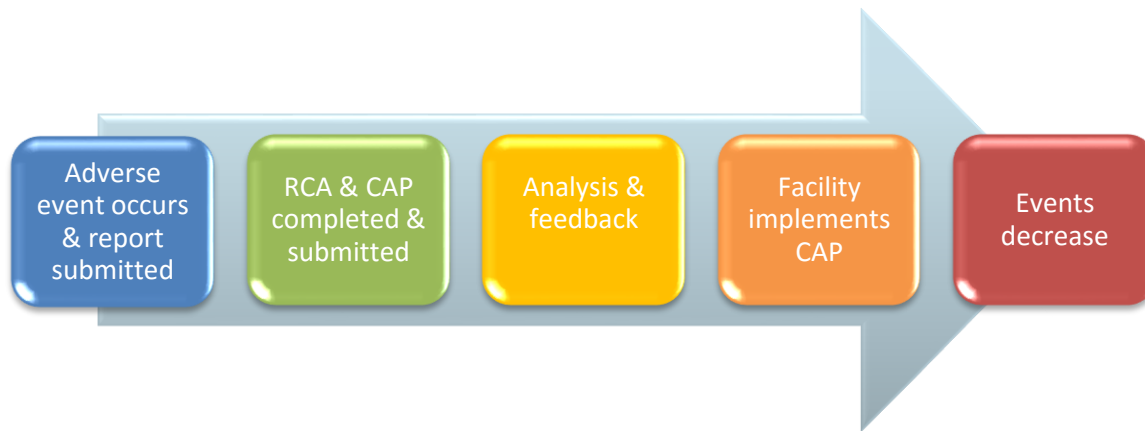 Adverse
event occurs
& report
submitted
RCA & CAP
completed &
submitted
Analysis &
feedback
Facility
implements
CAP
Events
decrease